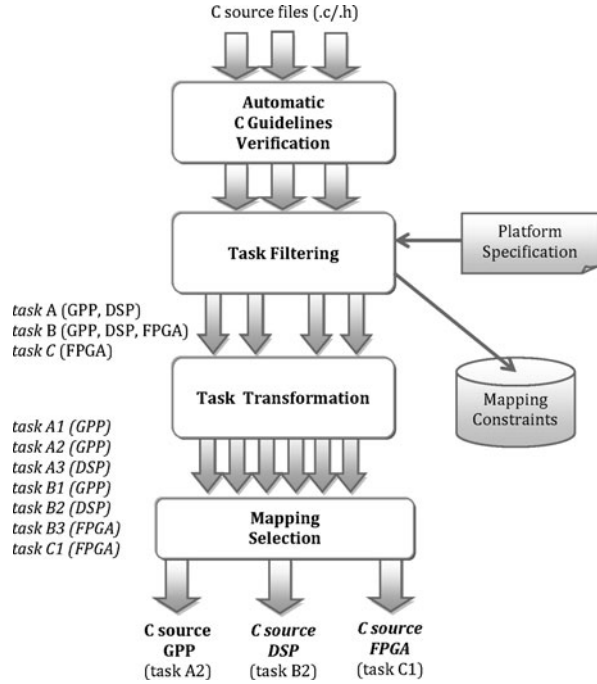 C source files (.c/.h)
Automatic
C Guidelines
Verification
Task Filtering
Platform
Specification
task A (GPP, DSP)
task B (GPP, DSP, FPGA)
task C (FPGA)
Task Transformation
Mapping
Constraints
task A1 (GPP)
task A2 (GPP)
task A3 (DSP)
task B1 (GPP)
task B2 (DSP)
task B3 (FPGA)
task C1 (FPGA)
Mapping
Selection
C source
GPP
(task A2)
C source
DSP
(task B2)
C source
FPGA
(task C1)